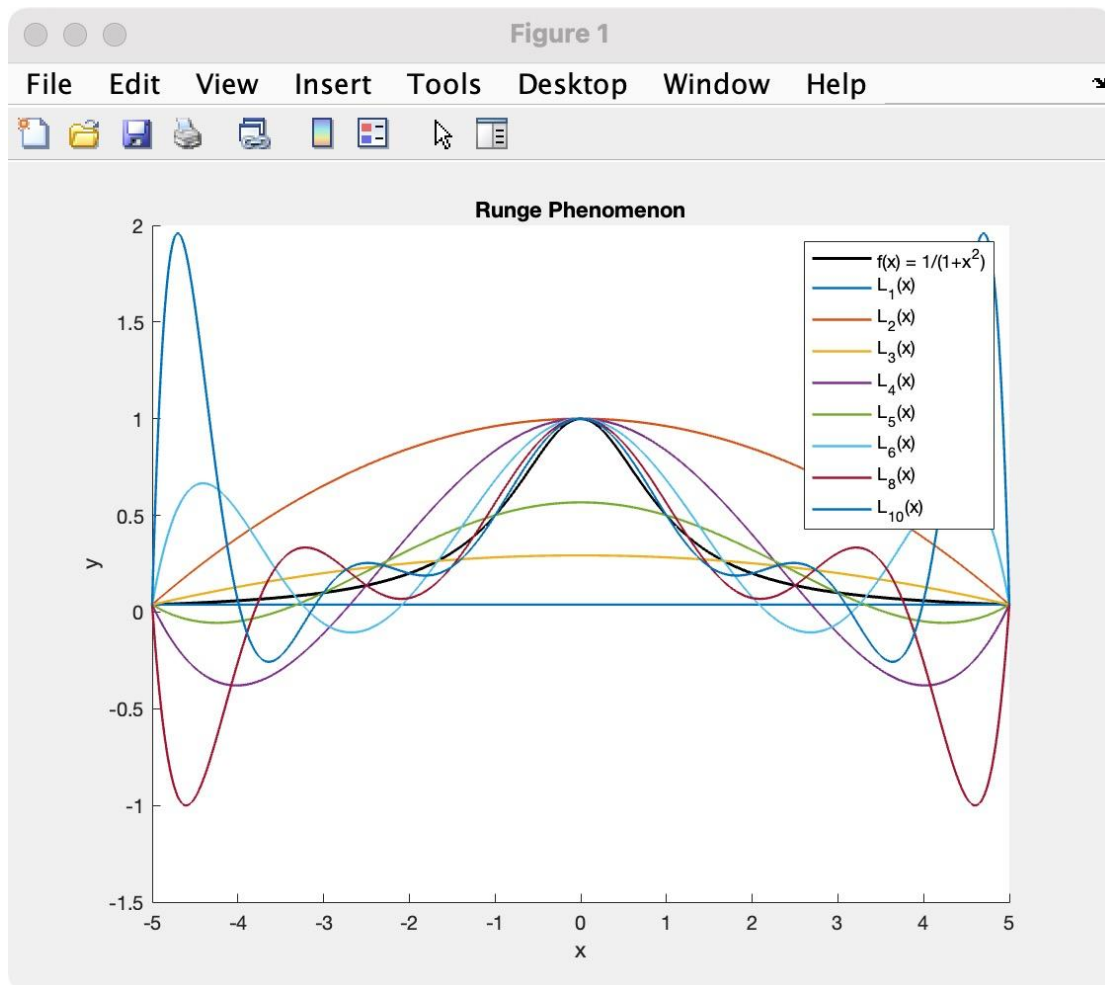 Figure 1
File Edit View Insert Tools Desktop Window Help
Runge Phenomenon
2
1.5
1
0.5
0
-0.5
-1
-1.5
y
f(x) = 1/(1+x²)
L₁(x)
L₂(x)
L₃(x)
L₄(x)
L₅(x)
L₆(x)
L₈(x)
L₁₀(x)
-5 -4 -3 -2 -1 0 1 2 3 4 5
x